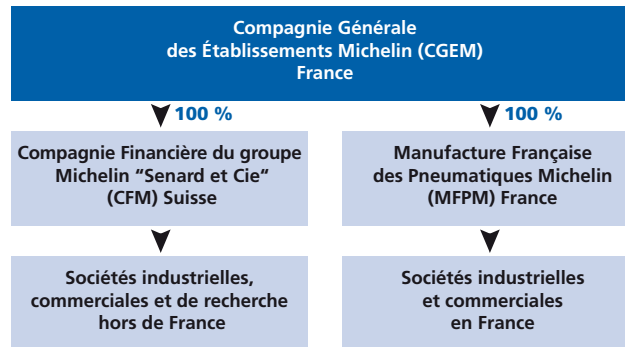 Compagnie Générale
des Établissements Michelin (CGEM)
France
100 %
100 %
Compagnie Financière du groupe
Michelin “Senard et Cie“
(CFM) Suisse
Manufacture Française
des Pneumatiques Michelin
(MFPM) France
Sociétés industrielles,
commerciales et de recherche
hors de France
Sociétés industrielles
et commerciales
en France